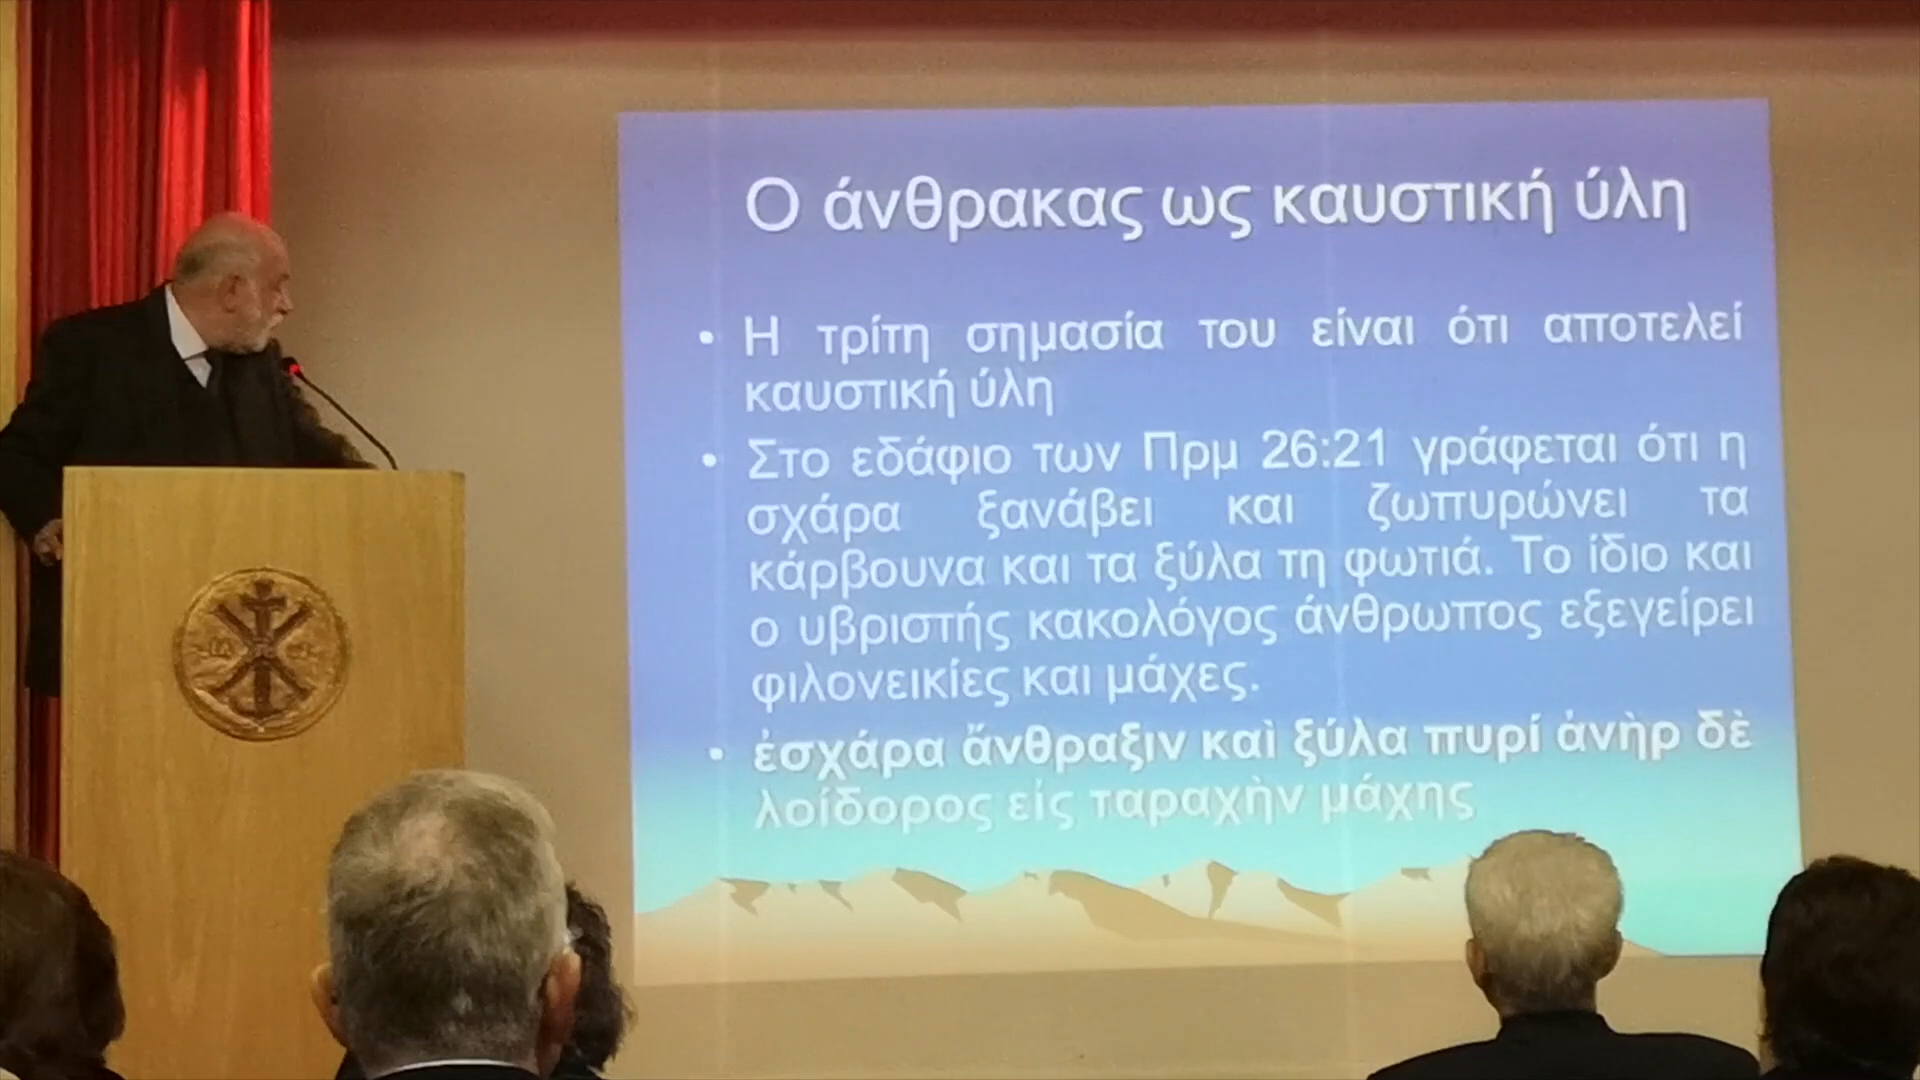 Ο άνθρακας ως καυστική ύλη
• Η τρίτη σημασία του είναι ότι αποτελεί
καυστική ύλη
• Στο εδάφιο των Πρμ 26:21 γράφεται ότι η
σχάρα ξανάβει και ζωπυρώνει τα
κάρβουνα και τα ξύλα τη φωτιά. Το ίδιο και
ο υβριστής κακολόγος άνθρωπος εξεγείρει
φιλονεικίες και μάχες.
• ἐσχάρα ἄνθραξιν καὶ ξύλα πυρί ἀνὴρ δὲ
λοίδορος εἰς ταραχὴν μάχης